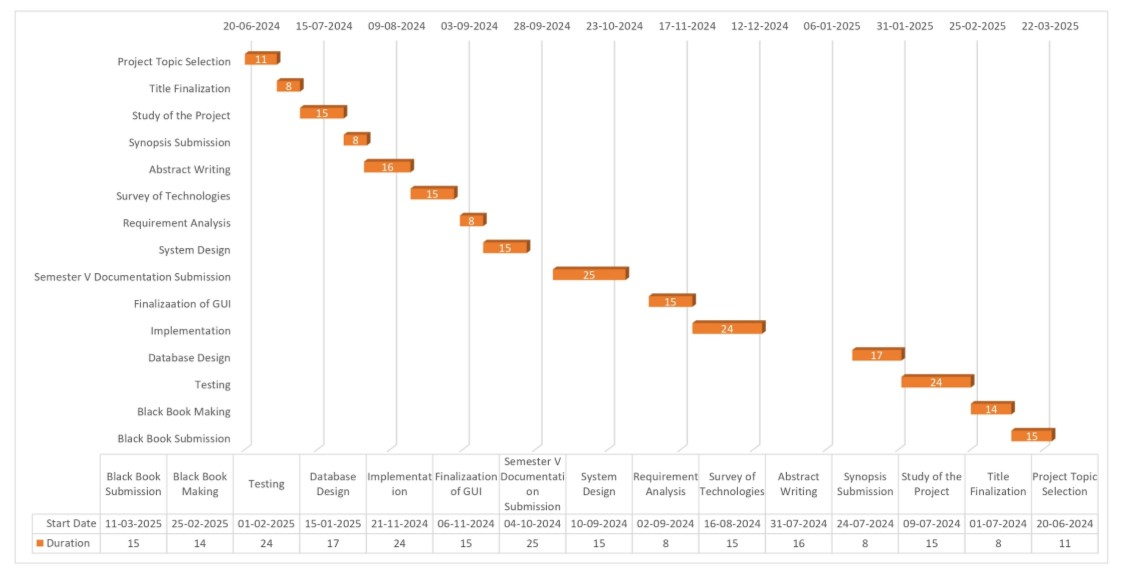 20-06-2024 15-07-2024 09-08-2024 03-09-2024 28-09-2024 23-10-2024 17-11-2024 12-12-2024 06-01-2025 31-01-2025 25-02-2025 22-03-2025
Project Topic Selection 11
Title Finalization 8
Study of the Project 15
Synopsis Submission 8
Abstract Writing 16
Survey of Technologies 15
Requirement Analysis 8
System Design 15
Semester V Documentation Submission 25
Finalizaation of GUI 15
Implementation 24
Database Design 17
Testing 24
Black Book Making 14
Black Book Submission 15
Black Book
Submission
Black Book
Making
Testing
Database
Design
Implementat
ion
Finalizaation
of GUI
Semester V
Documentati
on
Submission
System
Design
Requirement
Analysis
Survey of
Technologies
Abstract
Writing
Synopsis
Submission
Study of the
Project
Title
Finalization
Project Topic
Selection
Start Date 11-03-2025 25-02-2025 01-02-2025 15-01-2025 21-11-2024 06-11-2024 04-10-2024 10-09-2024 02-09-2024 16-08-2024 31-07-2024 24-07-2024 09-07-2024 01-07-2024 20-06-2024
Duration 15 14 24 17 24 15 25 15 8 15 16 8 15 8 11